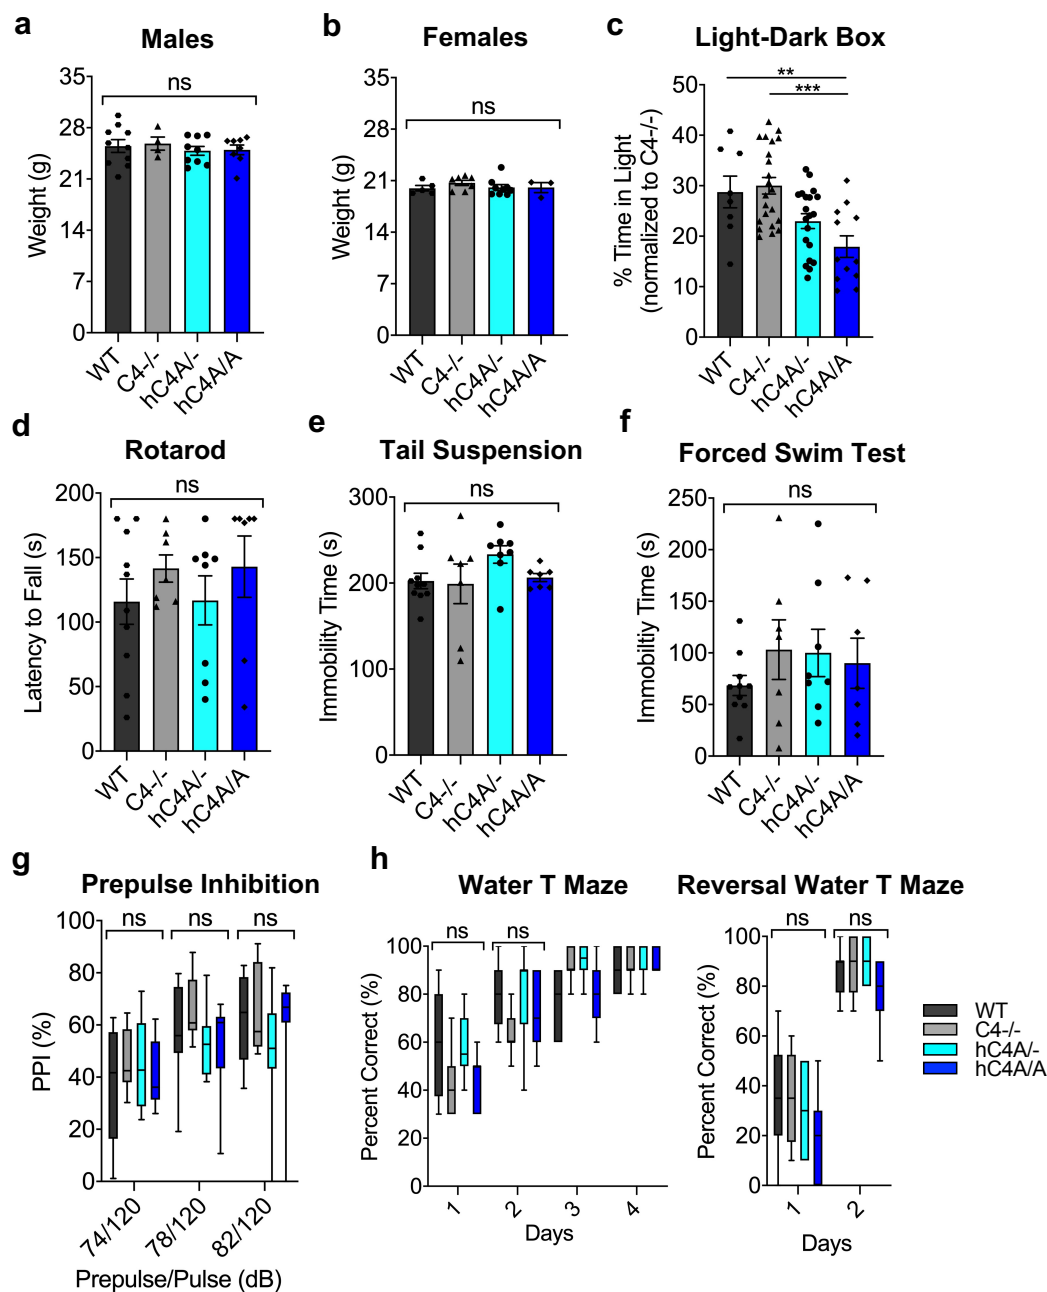 a
Males
Weight (g)
35
28
21
14
7
0
ns
WT
C4-/-
hC4A/-
hC4A/A
b
Females
Weight (g)
35
28
21
14
7
0
ns
WT
C4-/-
hC4A/-
hC4A/A
c
Light-Dark Box
% Time in Light
(normalized to C4-/-)
50
40
30
20
10
0
**
***
WT
C4-/-
hC4A/-
hC4A/A
d
Rotarod
Latency to Fall (s)
200
150
100
50
0
ns
WT
C4-/-
hC4A/-
hC4A/A
e
Tail Suspension
Immobility Time (s)
300
200
100
0
ns
WT
C4-/-
hC4A/-
hC4A/A
f
Forced Swim Test
Immobiltiy Time (s)
250
200
150
100
50
0
ns
WT
C4-/-
hC4A/-
hC4A/A
g
Prepulse Inhibition
PPI (%)
100
80
60
40
20
0
ns
ns
ns
74/120
78/120
82/120
Prepulse/Pulse (dB)
h
Water T Maze
Percent Correct (%)
100
80
60
40
20
0
ns
ns
1
2
3
4
Days
Reversal Water T Maze
Percent Correct (%)
100
80
60
40
20
0
ns
ns
1
2
Days
WT
C4-/-
hC4A/-
hC4A/A